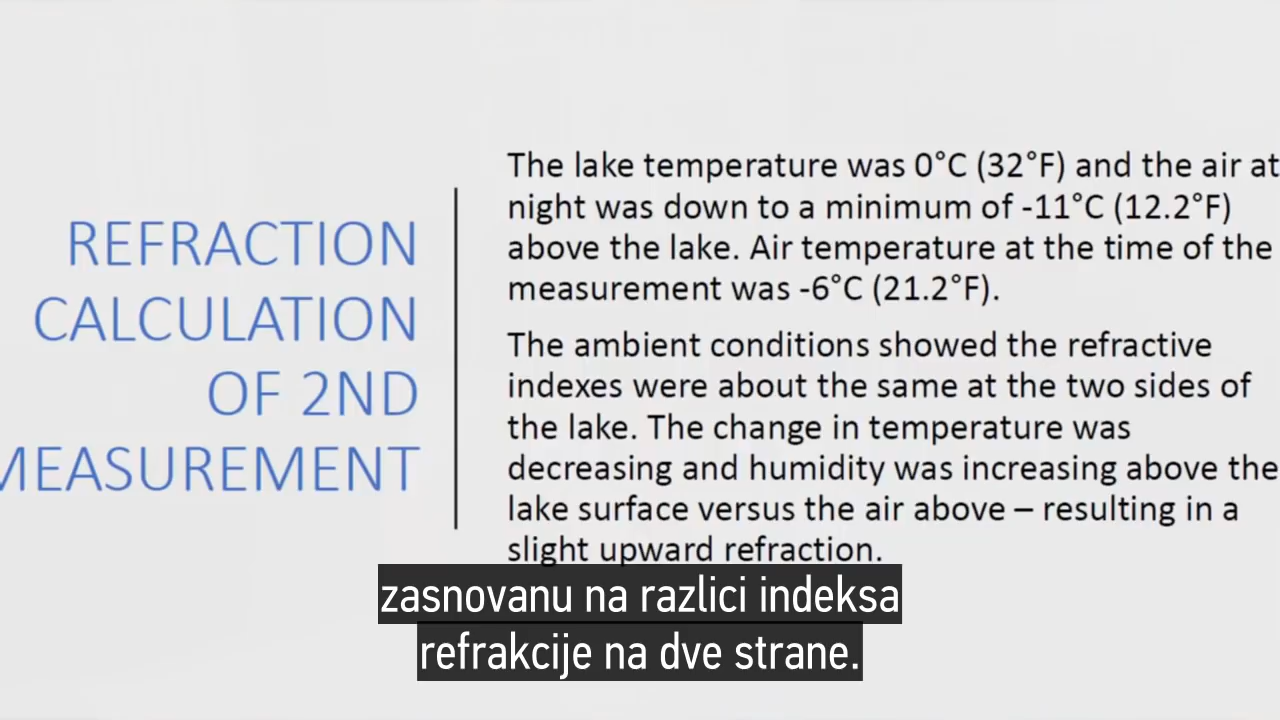 REFRACTION
CALCULATION
OF 2ND
MEASUREMENT
The lake temperature was 0°C (32°F) and the air at
night was down to a minimum of -11°C (12.2°F)
above the lake. Air temperature at the time of the
measurement was -6°C (21.2°F).
The ambient conditions showed the refractive
indexes were about the same at the two sides of
the lake. The change in temperature was
decreasing and humidity was increasing above the
lake surface versus the air above – resulting in a
slight upward refraction.
zasnovanu na razlici indeksa
refrakcije na dve strane.